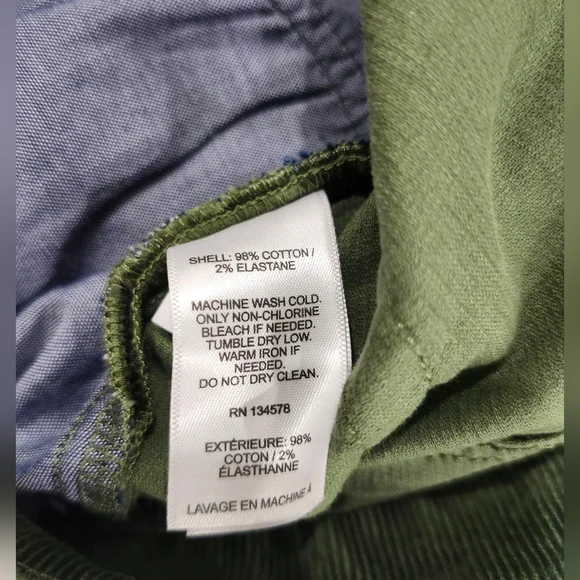 SHELL: 98% COTTON /
2% ELASTANE
MACHINE WASH COLD.
ONLY NON-CHLORINE
BLEACH IF NEEDED.
TUMBLE DRY LOW.
WARM IRON IF
NEEDED.
DO NOT DRY CLEAN.
RN 134578
EXTÉRIEURE: 98%
COTON / 2%
ÉLASTHANNE
LAVAGE EN MACHINE